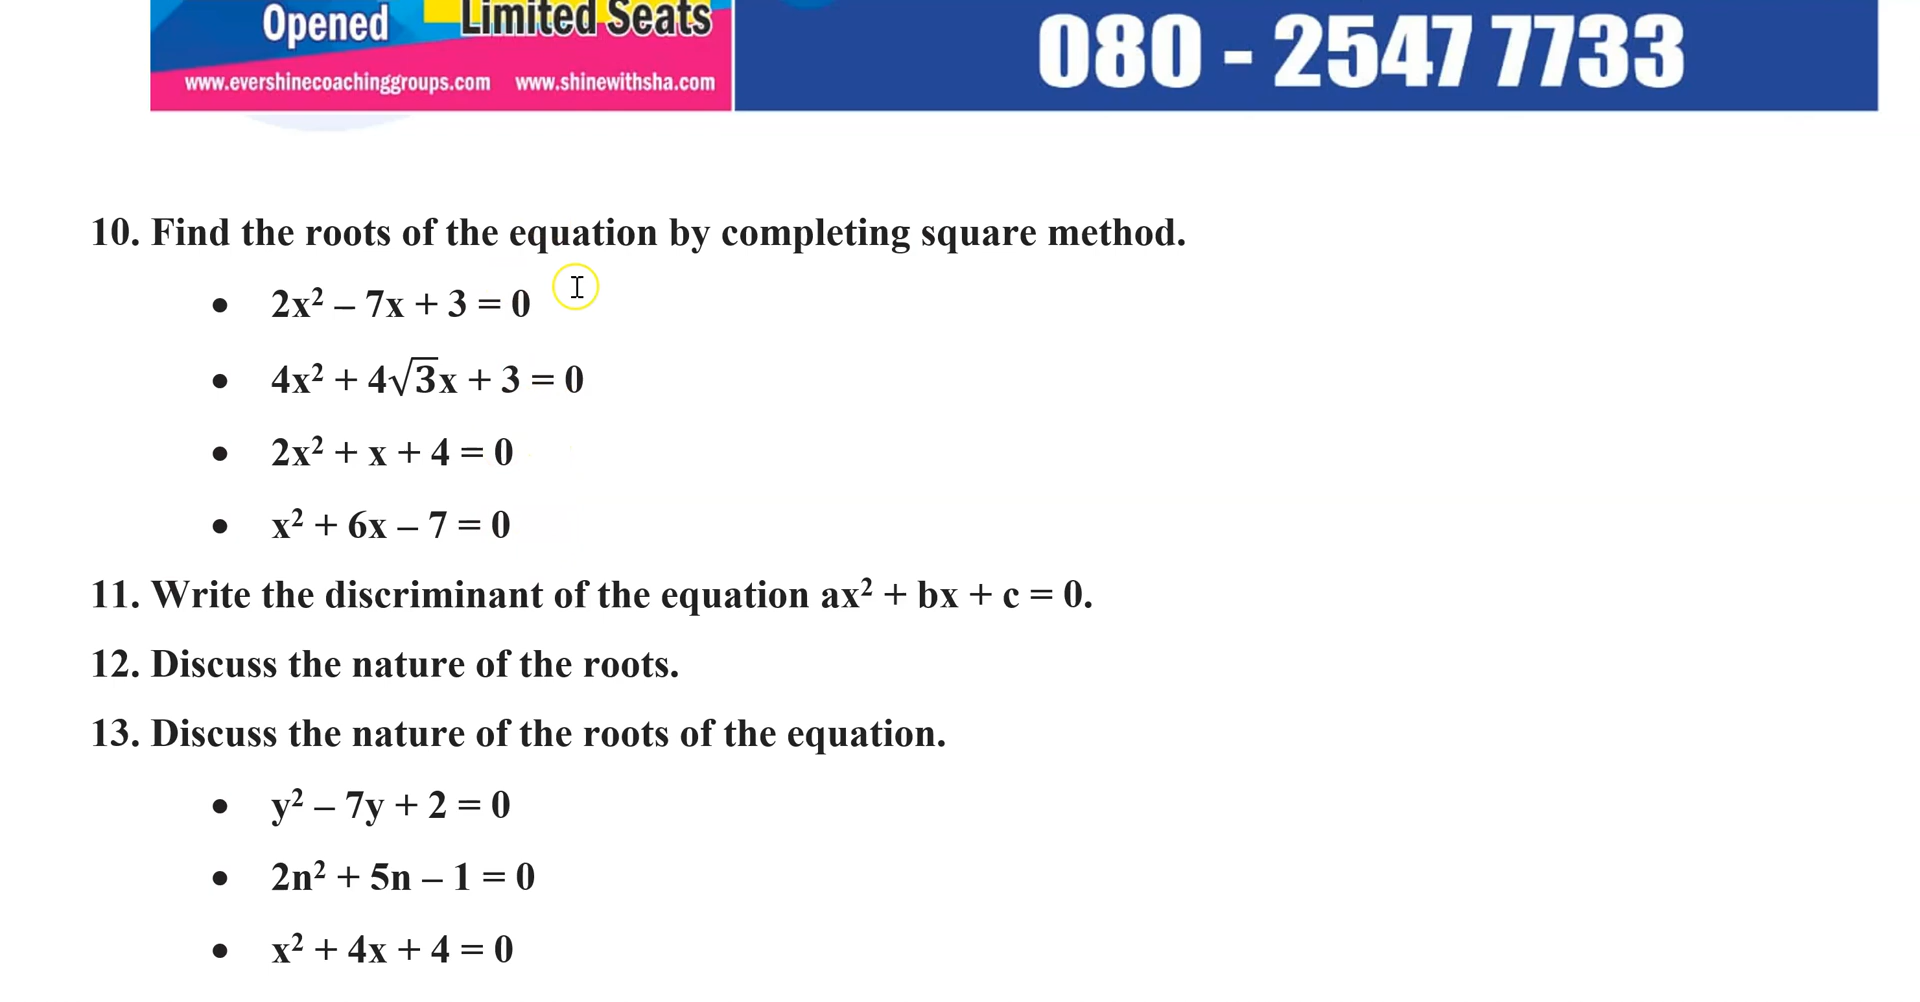 Opened Limited Seats
www.evershinecoachinggroups.com www.shinewithsha.com
080 - 2547 7733
10. Find the roots of the equation by completing square method.
• 2x² – 7x + 3 = 0
• 4x² + 4√3x + 3 = 0
• 2x² + x + 4 = 0
• x² + 6x – 7 = 0
11. Write the discriminant of the equation ax² + bx + c = 0.
12. Discuss the nature of the roots.
13. Discuss the nature of the roots of the equation.
• y² – 7y + 2 = 0
• 2n² + 5n – 1 = 0
• x² + 4x + 4 = 0